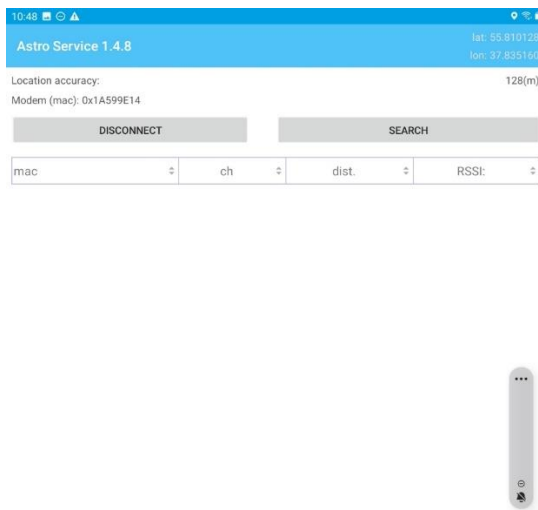 10:48
Astro Service 1.4.8
lat: 55.810128
lon: 37.835160
Location accuracy: 128(m)
Modem (mac): 0x1A599E14
DISCONNECT SEARCH
mac ch dist. RSSI: